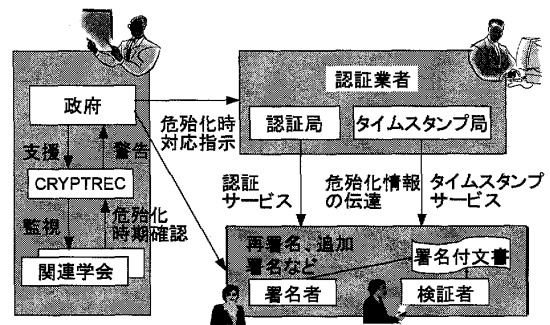 政府
支援
警告
CRYPTREC
監視
危殆化
時期確認
関連学会
危殆化時
対応指示
認証業者
認証局
タイムスタンプ局
認証
サービス
危殆化情報
の伝達
タイムスタンプ
サービス
再署名、追加
署名など
署名者
署名付文書
検証者